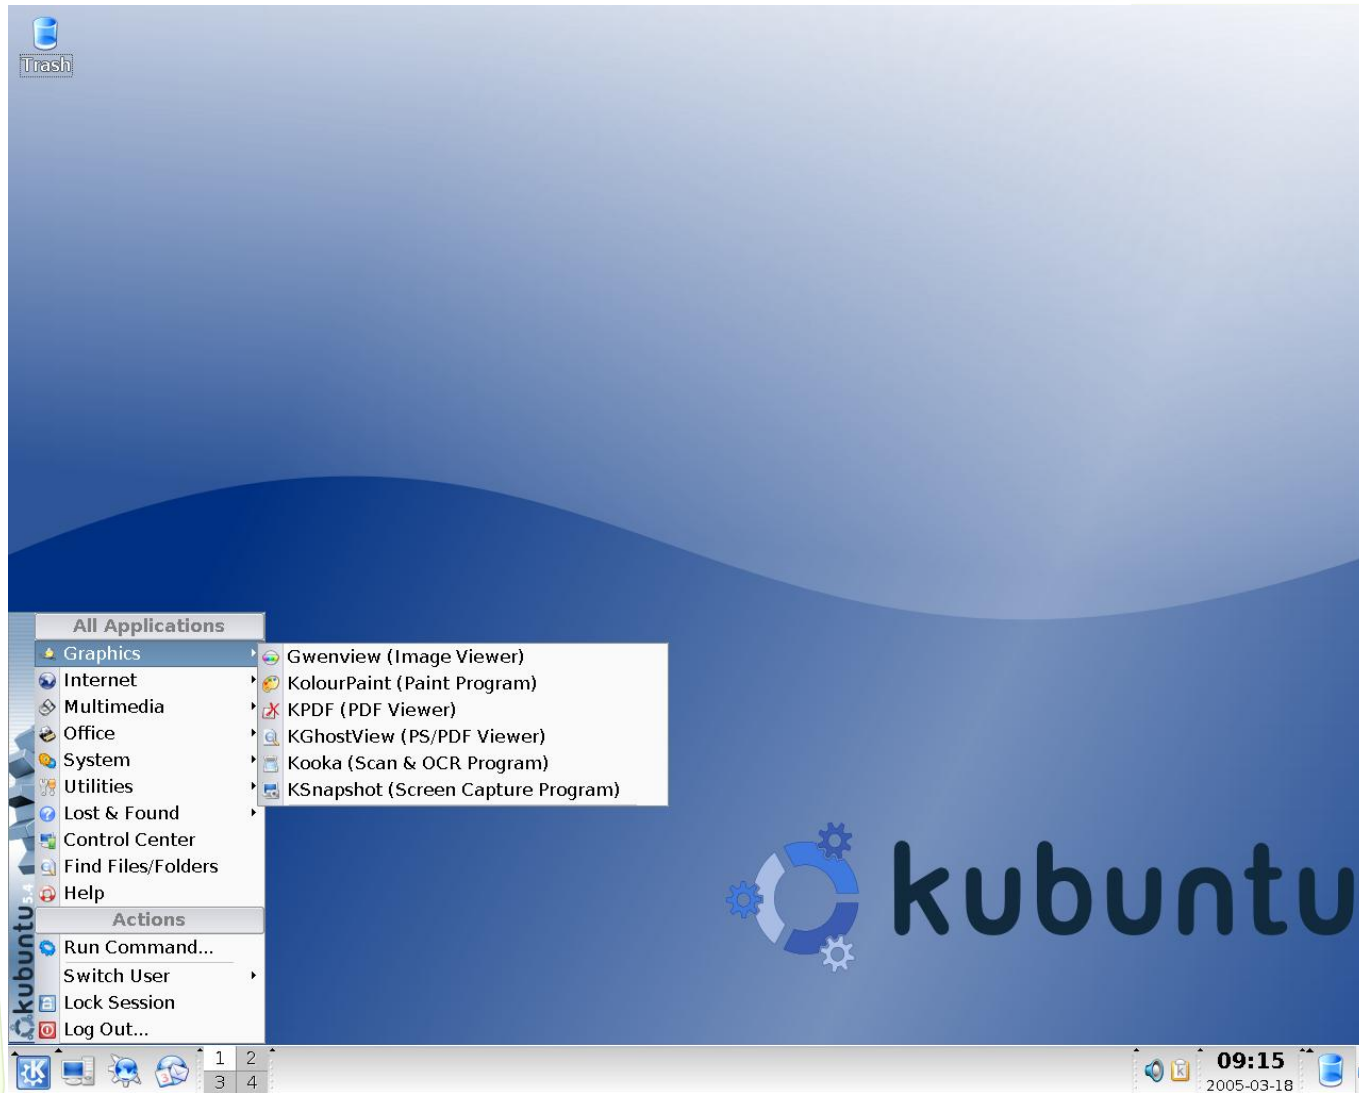 Trash
All Applications
Graphics
Internet
Multimedia
Office
System
Utilities
Lost & Found
Control Center
Find Files/Folders
Help
Actions
Run Command...
Switch User
Lock Session
Log Out...
Gwenview (Image Viewer)
KolourPaint (Paint Program)
KPDF (PDF Viewer)
KGhostView (PS/PDF Viewer)
Kooka (Scan & OCR Program)
KSnapshot (Screen Capture Program)
kubuntu 5.4
kubuntu
1 2
3 4
09:15
2005-03-18